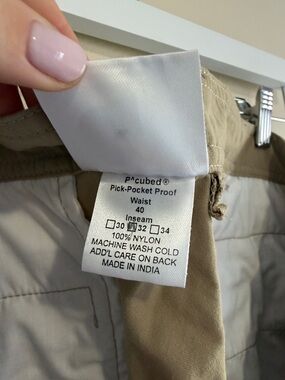 P^cubed®
Pick-Pocket Proof
Waist
40
Inseam
☐30 ☒32 ☐34
100% NYLON
MACHINE WASH COLD
ADD'L CARE ON BACK
MADE IN INDIA